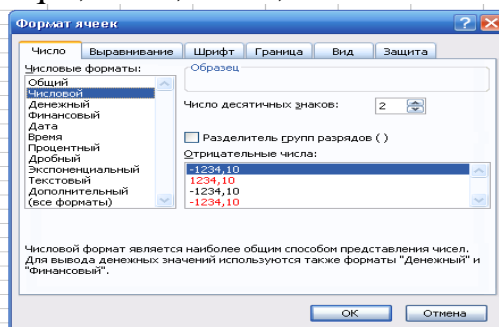 Формат ячеек
Число Выравнивание Шрифт Граница Вид Защита
Числовые форматы:
Образец
Общий
Числовой
Денежный
Финансовый
Дата
Время
Процентный
Дробный
Экспоненциальный
Текстовый
Дополнительный
(все форматы)
Число десятичных знаков: 2
Разделитель групп разрядов ( )
Отрицательные числа:
-1234,10
1234,10
-1234,10
-1234,10
Числовой формат является наиболее общим способом представления чисел.
Для вывода денежных значений используются также форматы "Денежный" и
"Финансовый".
ОК Отмена